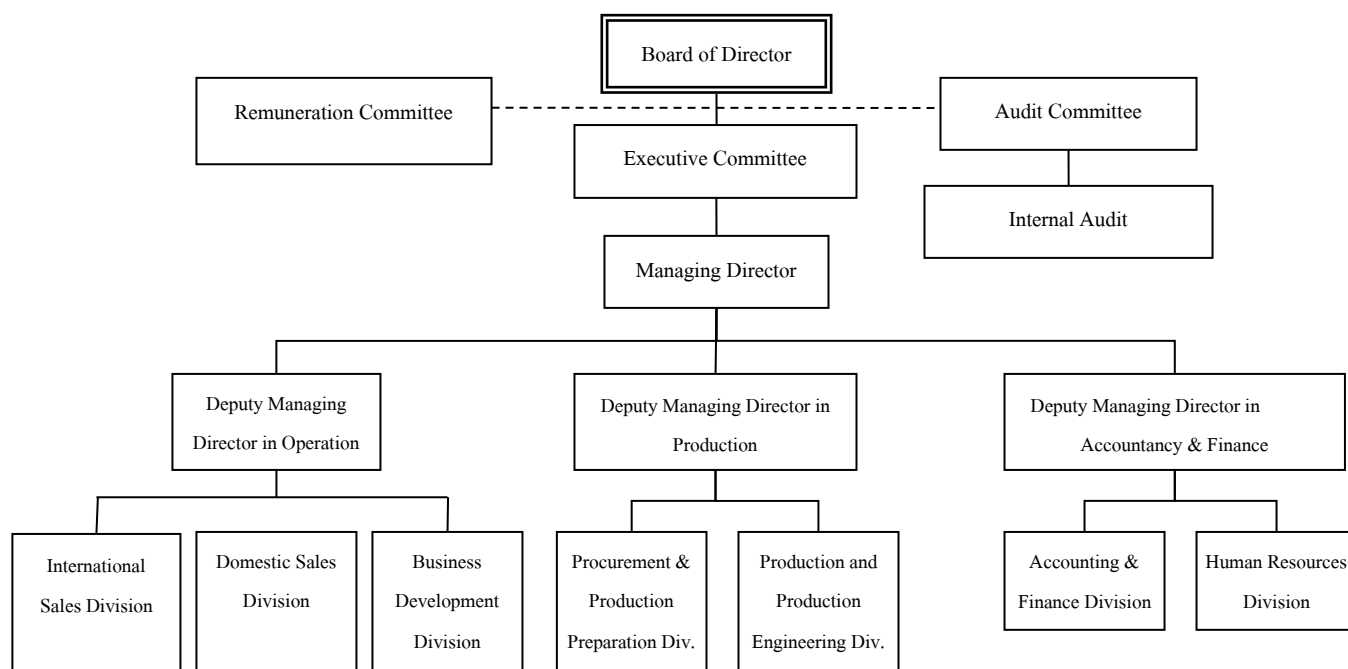 Board of Director
Remuneration Committee
Audit Committee
Executive Committee
Internal Audit
Managing Director
Deputy Managing
Director in Operation
Deputy Managing Director in
Production
Deputy Managing Director in
Accountancy & Finance
International
Sales Division
Domestic Sales
Division
Business
Development
Division
Procurement &
Production
Preparation Div.
Production and
Production
Engineering Div.
Accounting &
Finance Division
Human Resources
Division